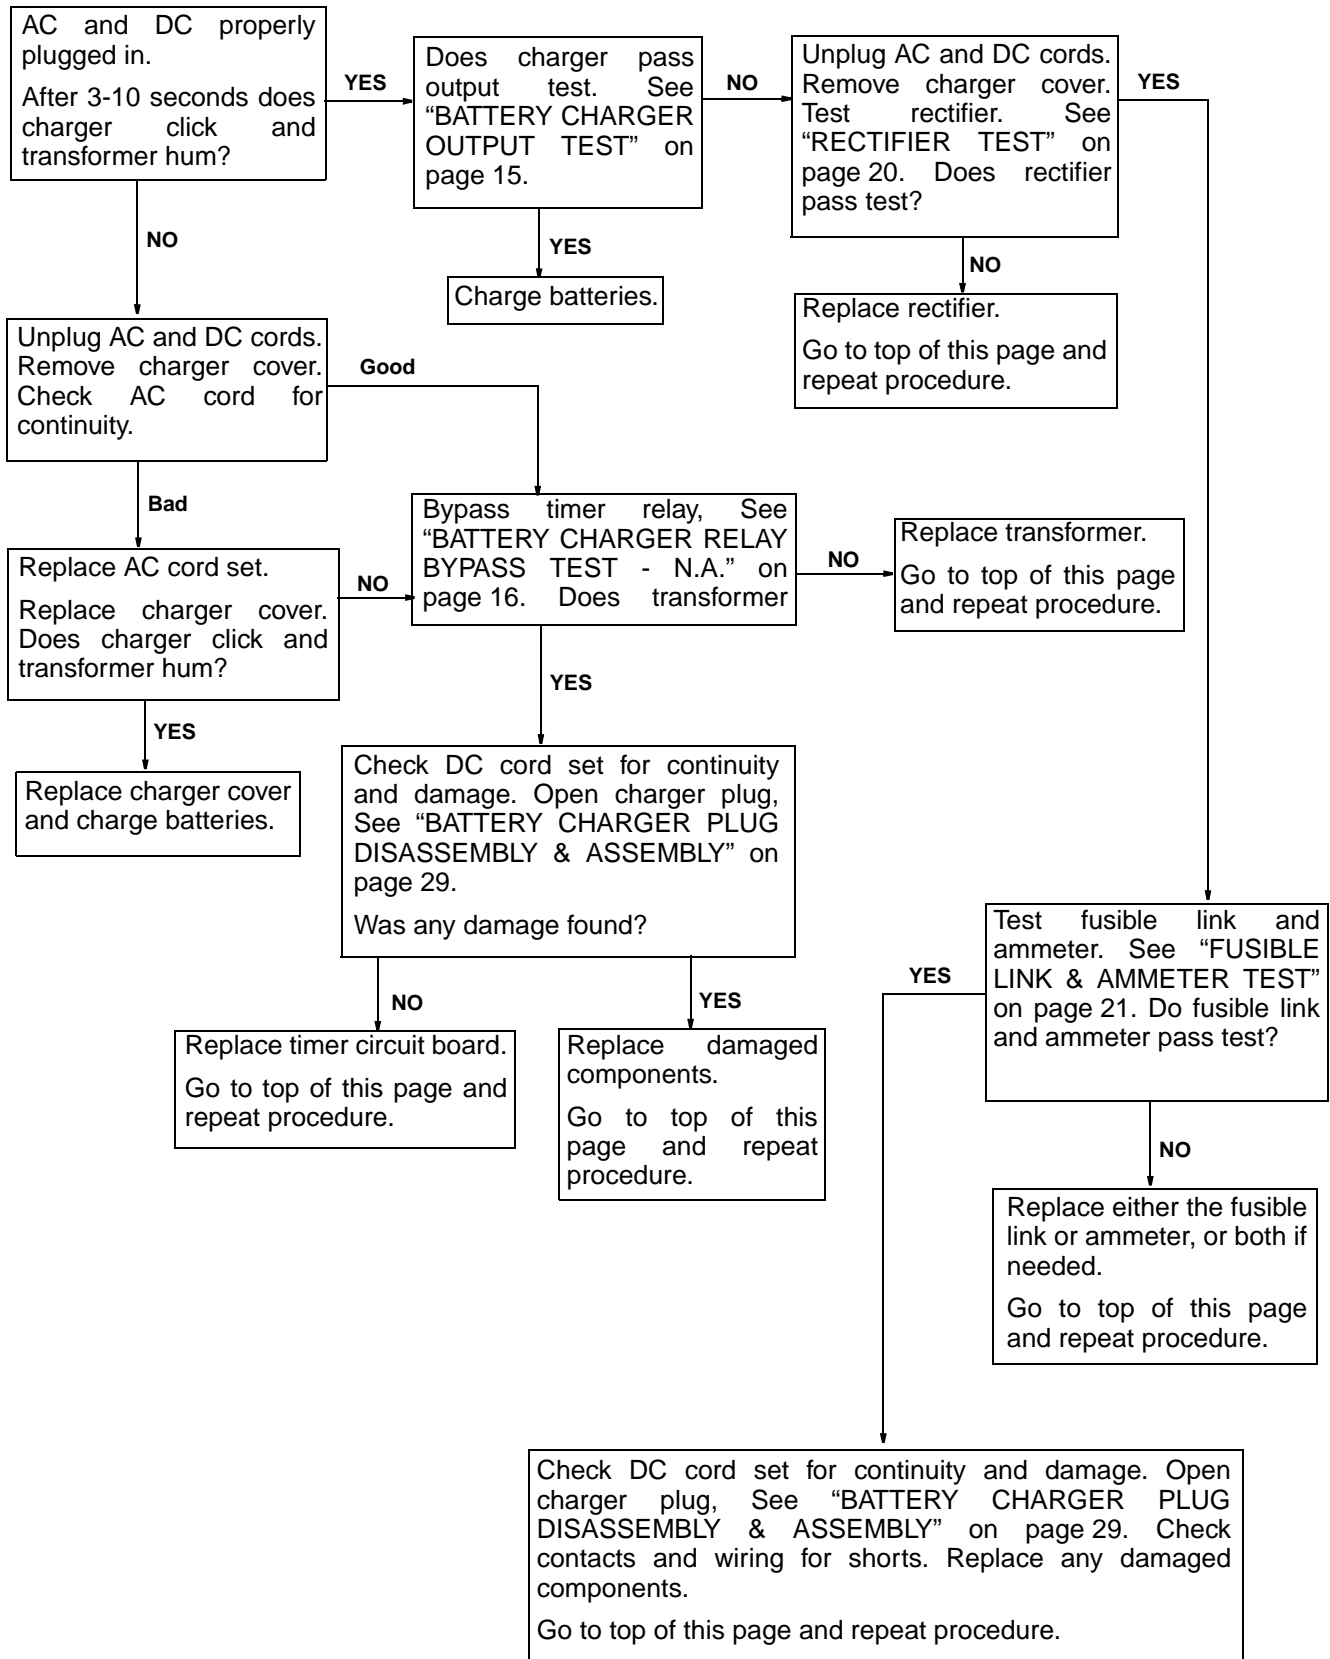 AC and DC properly
plugged in.
After 3-10 seconds does
charger click and
transformer hum?
YES
Does charger pass
output test. See
“BATTERY CHARGER
OUTPUT TEST” on
page 15.
NO
Unplug AC and DC cords.
Remove charger cover.
Test rectifier. See
“RECTIFIER TEST” on
page 20. Does rectifier
pass test?
YES
NO
YES
NO
Charge batteries.
Replace rectifier.
Go to top of this page and
repeat procedure.
Unplug AC and DC cords.
Remove charger cover.
Check AC cord for
continuity.
Good
Bad
Bypass timer relay, See
“BATTERY CHARGER RELAY
BYPASS TEST - N.A.” on
page 16. Does transformer
NO
Replace transformer.
Go to top of this page
and repeat procedure.
Replace AC cord set.
Replace charger cover.
Does charger click and
transformer hum?
NO
YES
YES
Replace charger cover
and charge batteries.
Check DC cord set for continuity
and damage. Open charger plug,
See “BATTERY CHARGER PLUG
DISASSEMBLY & ASSEMBLY” on
page 29.
Was any damage found?
NO
YES
Replace timer circuit board.
Go to top of this page and
repeat procedure.
Replace damaged
components.
Go to top of this
page and repeat
procedure.
Test fusible link and
ammeter. See “FUSIBLE
LINK & AMMETER TEST”
on page 21. Do fusible link
and ammeter pass test?
YES
NO
Replace either the fusible
link or ammeter, or both if
needed.
Go to top of this page
and repeat procedure.
Check DC cord set for continuity and damage. Open
charger plug, See “BATTERY CHARGER PLUG
DISASSEMBLY & ASSEMBLY” on page 29. Check
contacts and wiring for shorts. Replace any damaged
components.
Go to top of this page and repeat procedure.